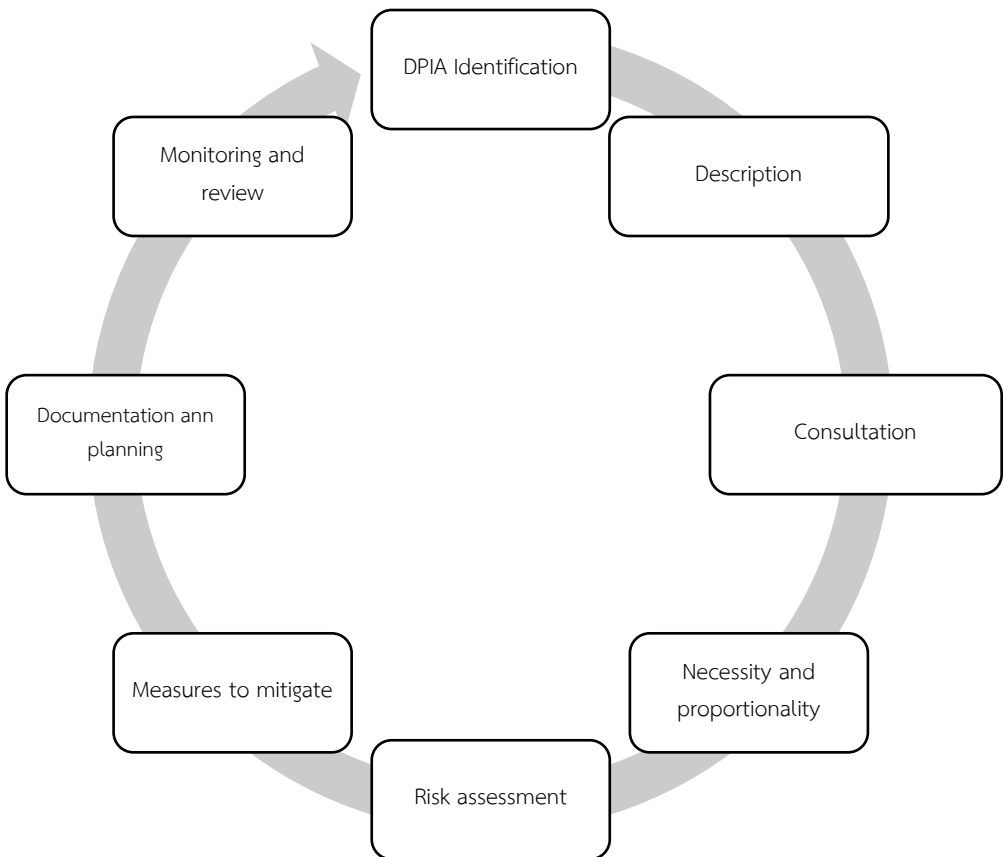 DPIA Identification
Description
Consultation
Necessity and
proportionality
Risk assessment
Measures to mitigate
Documentation ann
planning
Monitoring and
review